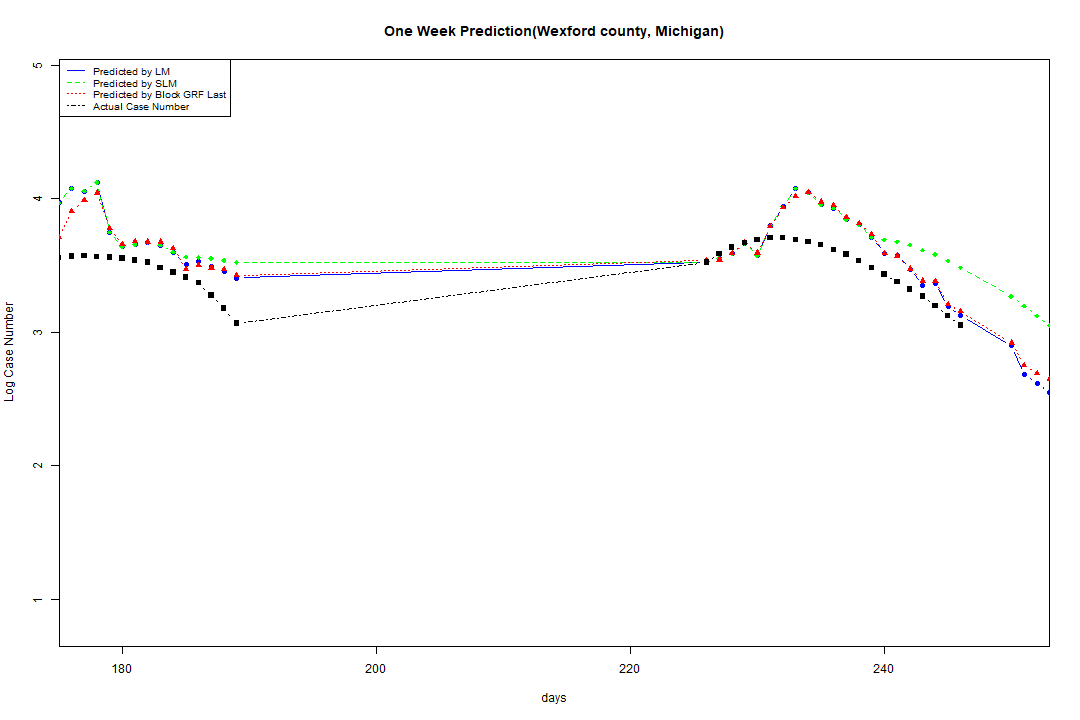 One Week Prediction(Wexford county, Michigan)
Predicted by LM
Predicted by SLM
Predicted by Block GRF Last
Actual Case Number
5
4
3
2
1
Log Case Number
180 200 220 240
days